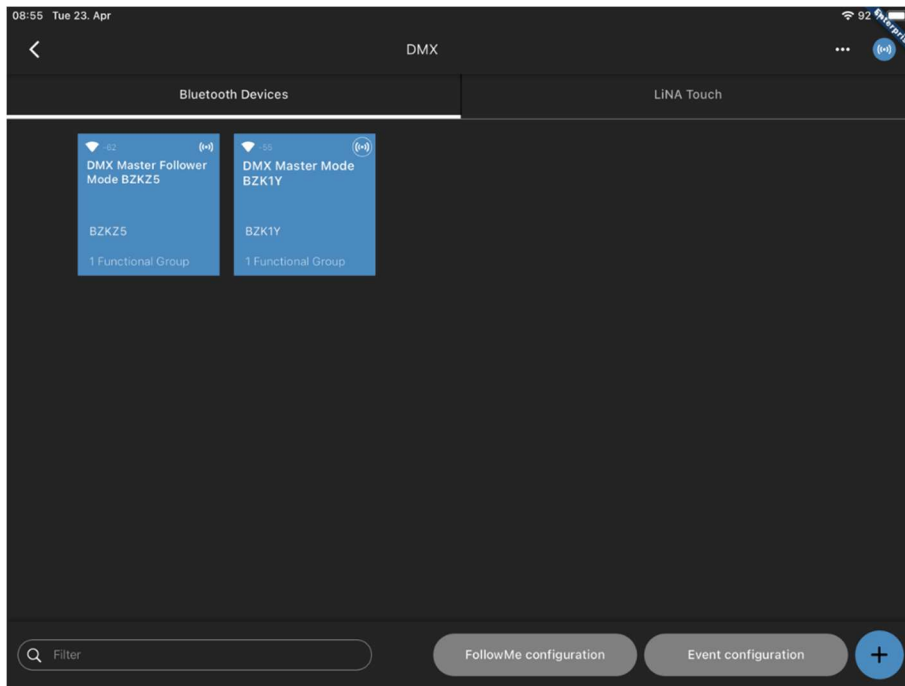 08:55 Tue 23. Apr
92
Enterpris
DMX
Bluetooth Devices
LiNA Touch
-62
DMX Master Follower
Mode BZKZ5
BZKZ5
1 Functional Group
-55
DMX Master Mode
BZK1Y
BZK1Y
1 Functional Group
Filter
FollowMe configuration
Event configuration